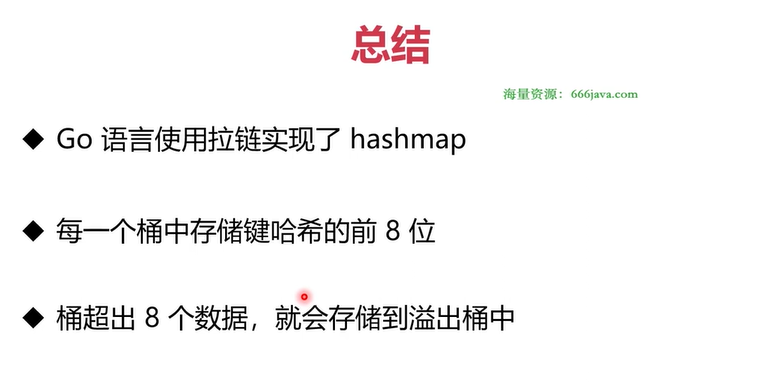 总结
海量资源：666java.com
◆ Go 语言使用拉链实现了 hashmap
◆ 每一个桶中存储键哈希的前 8 位
◆ 桶超出 8 个数据，就会存储到溢出桶中